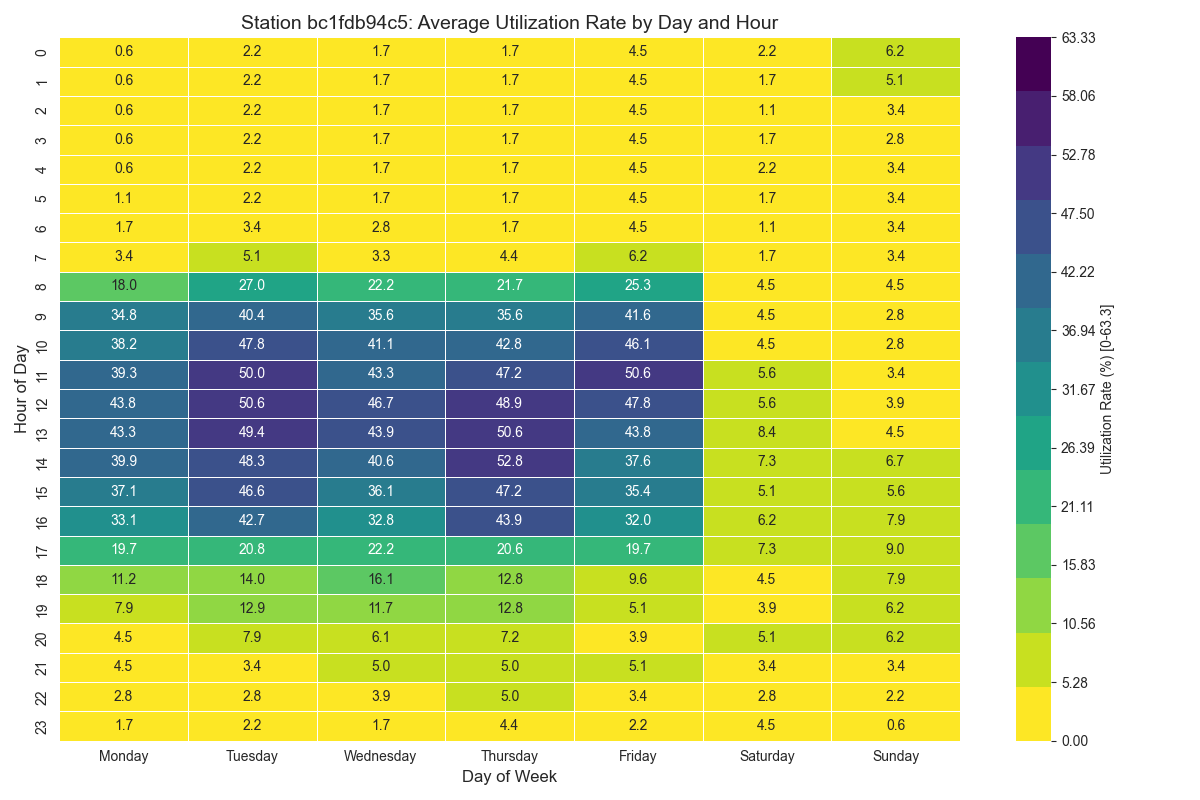 Station bc1fdb94c5: Average Utilization Rate by Day and Hour
0 0.6 2.2 1.7 1.7 4.5 2.2 6.2
1 0.6 2.2 1.7 1.7 4.5 1.7 5.1
2 0.6 2.2 1.7 1.7 4.5 1.1 3.4
3 0.6 2.2 1.7 1.7 4.5 1.7 2.8
4 0.6 2.2 1.7 1.7 4.5 2.2 3.4
5 1.1 2.2 1.7 1.7 4.5 1.7 3.4
6 1.7 3.4 2.8 1.7 4.5 1.1 3.4
7 3.4 5.1 3.3 4.4 6.2 1.7 3.4
8 18.0 27.0 22.2 21.7 25.3 4.5 4.5
9 34.8 40.4 35.6 35.6 41.6 4.5 2.8
10 38.2 47.8 41.1 42.8 46.1 4.5 2.8
11 39.3 50.0 43.3 47.2 50.6 5.6 3.4
12 43.8 50.6 46.7 48.9 47.8 5.6 3.9
13 43.3 49.4 43.9 50.6 43.8 8.4 4.5
14 39.9 48.3 40.6 52.8 37.6 7.3 6.7
15 37.1 46.6 36.1 47.2 35.4 5.1 5.6
16 33.1 42.7 32.8 43.9 32.0 6.2 7.9
17 19.7 20.8 22.2 20.6 19.7 7.3 9.0
18 11.2 14.0 16.1 12.8 9.6 4.5 7.9
19 7.9 12.9 11.7 12.8 5.1 3.9 6.2
20 4.5 7.9 6.1 7.2 3.9 5.1 6.2
21 4.5 3.4 5.0 5.0 5.1 3.4 3.4
22 2.8 2.8 3.9 5.0 3.4 2.8 2.2
23 1.7 2.2 1.7 4.4 2.2 4.5 0.6
Monday Tuesday Wednesday Thursday Friday Saturday Sunday
Day of Week
Hour of Day
63.33
58.06
52.78
47.50
42.22
36.94
31.67
26.39
21.11
15.83
10.56
5.28
0.00
Utilization Rate (%) [0-63.3]